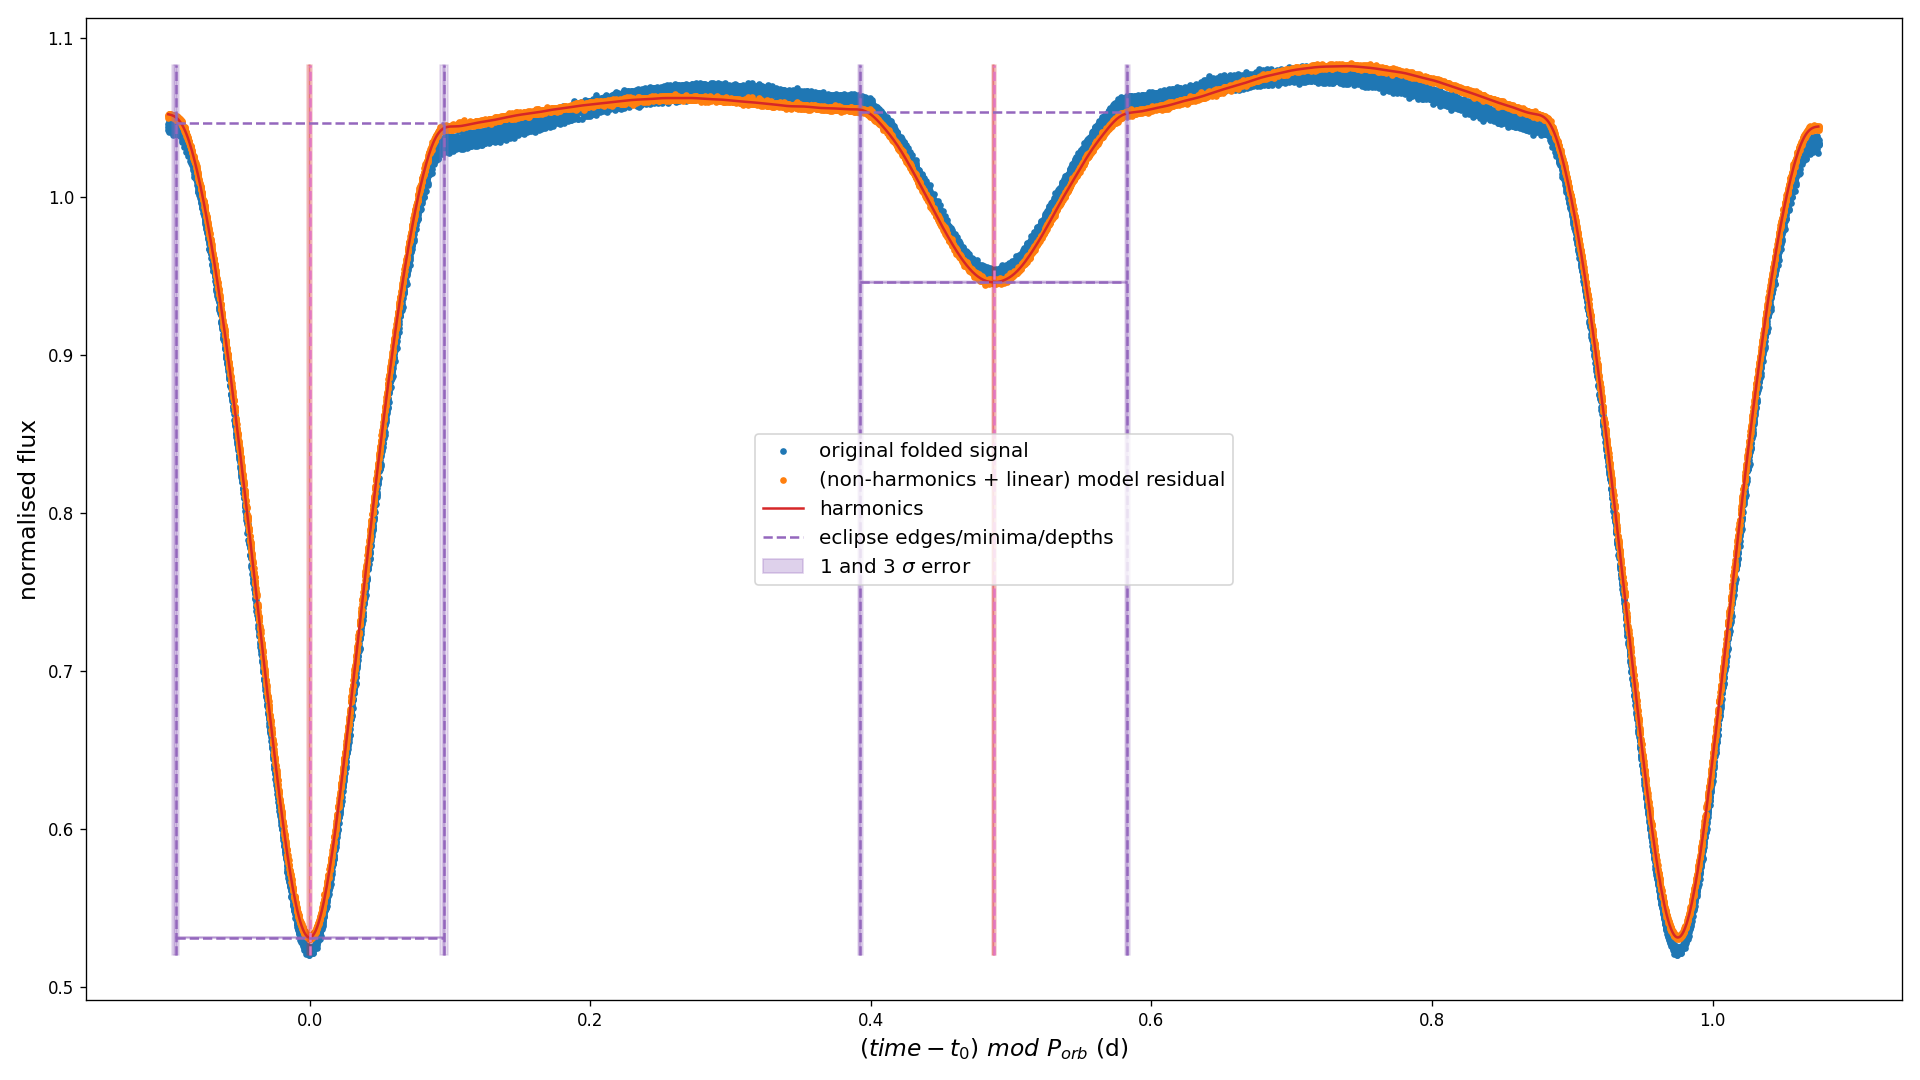 1.1
1.0
0.9
0.8
0.7
0.6
0.5
normalised flux
original folded signal
(non-harmonics + linear) model residual
harmonics
eclipse edges/minima/depths
1 and 3 σ error
0.0 0.2 0.4 0.6 0.8 1.0
(time − t₀) mod Pₒᵣb (d)